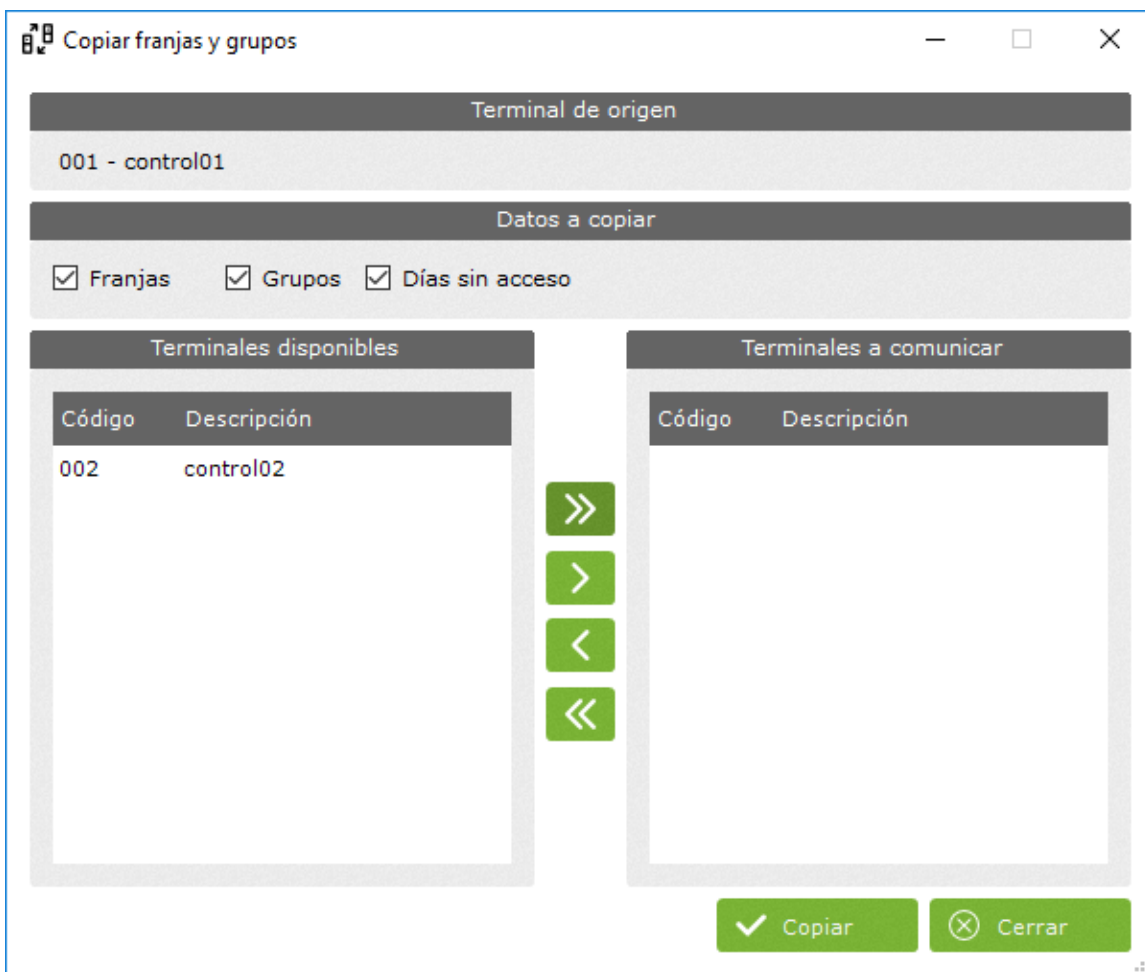 Copiar franjas y grupos
Terminal de origen
001 - control01
Datos a copiar
Franjas Grupos Días sin acceso
Terminales disponibles
Código Descripción
002 control02
Terminales a comunicar
Código Descripción
Copiar Cerrar